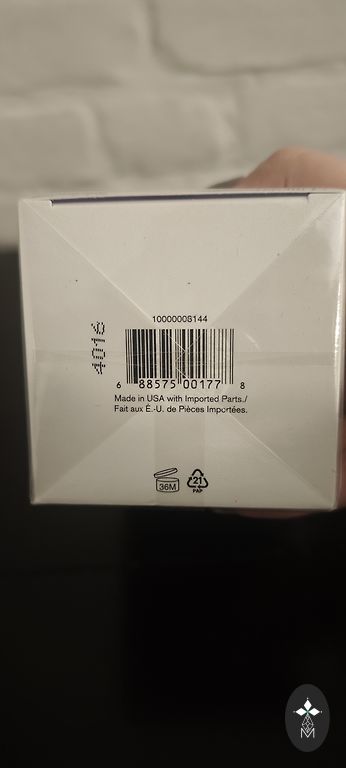 10000008144
4016
6 88575 00177 8
Made in USA with Imported Parts./
Fait aux É.-U. de Pièces Importées.
36M
21
PAP
M